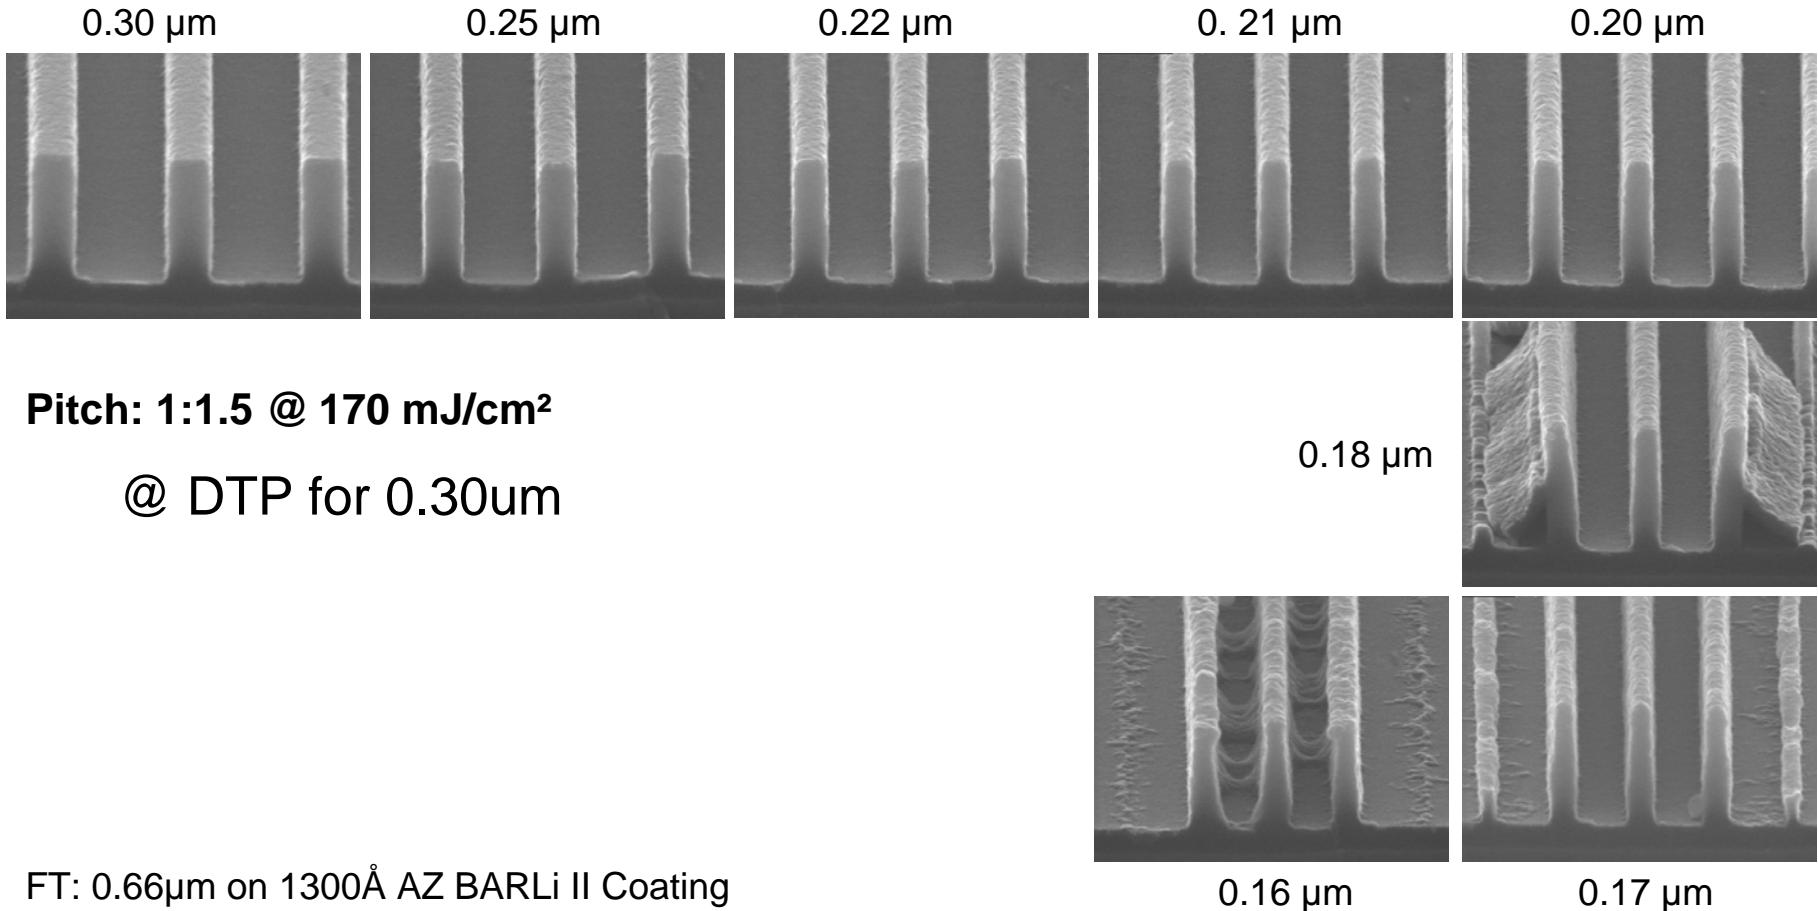 0.30 µm
0.25 µm
0.22 µm
0. 21 µm
0.20 µm
Pitch: 1:1.5 @ 170 mJ/cm²
@ DTP for 0.30um
0.18 µm
FT: 0.66µm on 1300Å AZ BARLi II Coating
0.16 µm
0.17 µm